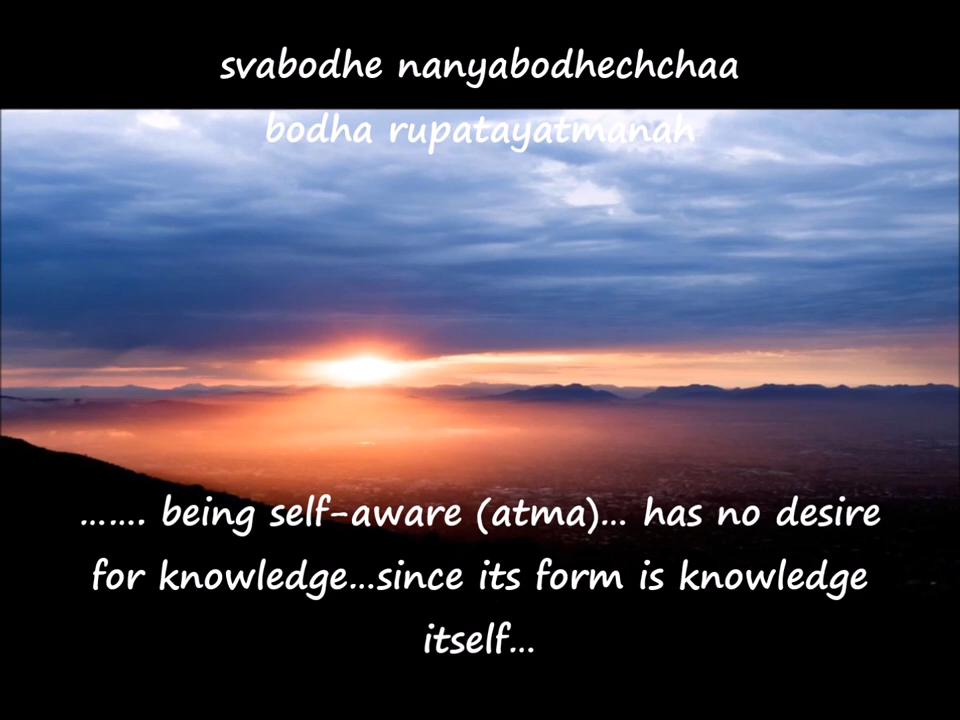 svabodhe nanyabodhechchaa
bodha rupatayatmanah
....... being self-aware (atma)... has no desire
for knowledge...since its form is knowledge
itself...